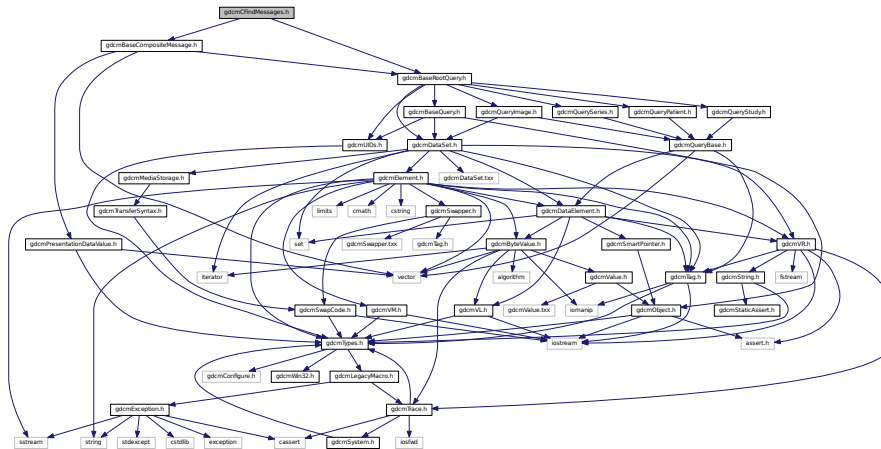 gdcmCFindMessages.h
gdcmBaseCompositeMessage.h
gdcmBaseRootQuery.h
gdcmBaseQuery.h
gdcmQueryImage.h
gdcmQuerySeries.h
gdcmQueryPatient.h
gdcmQueryStudy.h
gdcmUIDs.h
gdcmDataSet.h
gdcmQueryBase.h
gdcmMediaStorage.h
gdcmElement.h
gdcmDataSet.txx
gdcmTransferSyntax.h
limits
cmath
cstring
gdcmSwapper.h
gdcmDataElement.h
gdcmPresentationDataValue.h
set
gdcmSwapper.txx
gdcmTag.h
gdcmByteValue.h
gdcmSmartPointer.h
gdcmVR.h
iterator
vector
algorithm
gdcmValue.h
gdcmTag.h
gdcmString.h
fstream
gdcmSwapCode.h
gdcmVM.h
gdcmVL.h
gdcmValue.txx
iomanip
gdcmObject.h
gdcmStaticAssert.h
gdcmTypes.h
iostream
assert.h
gdcmConfigure.h
gdcmWin32.h
gdcmLegacyMacro.h
gdcmException.h
gdcmTrace.h
sstream
string
stdexcept
cstdlib
exception
cassert
gdcmSystem.h
iosfwd